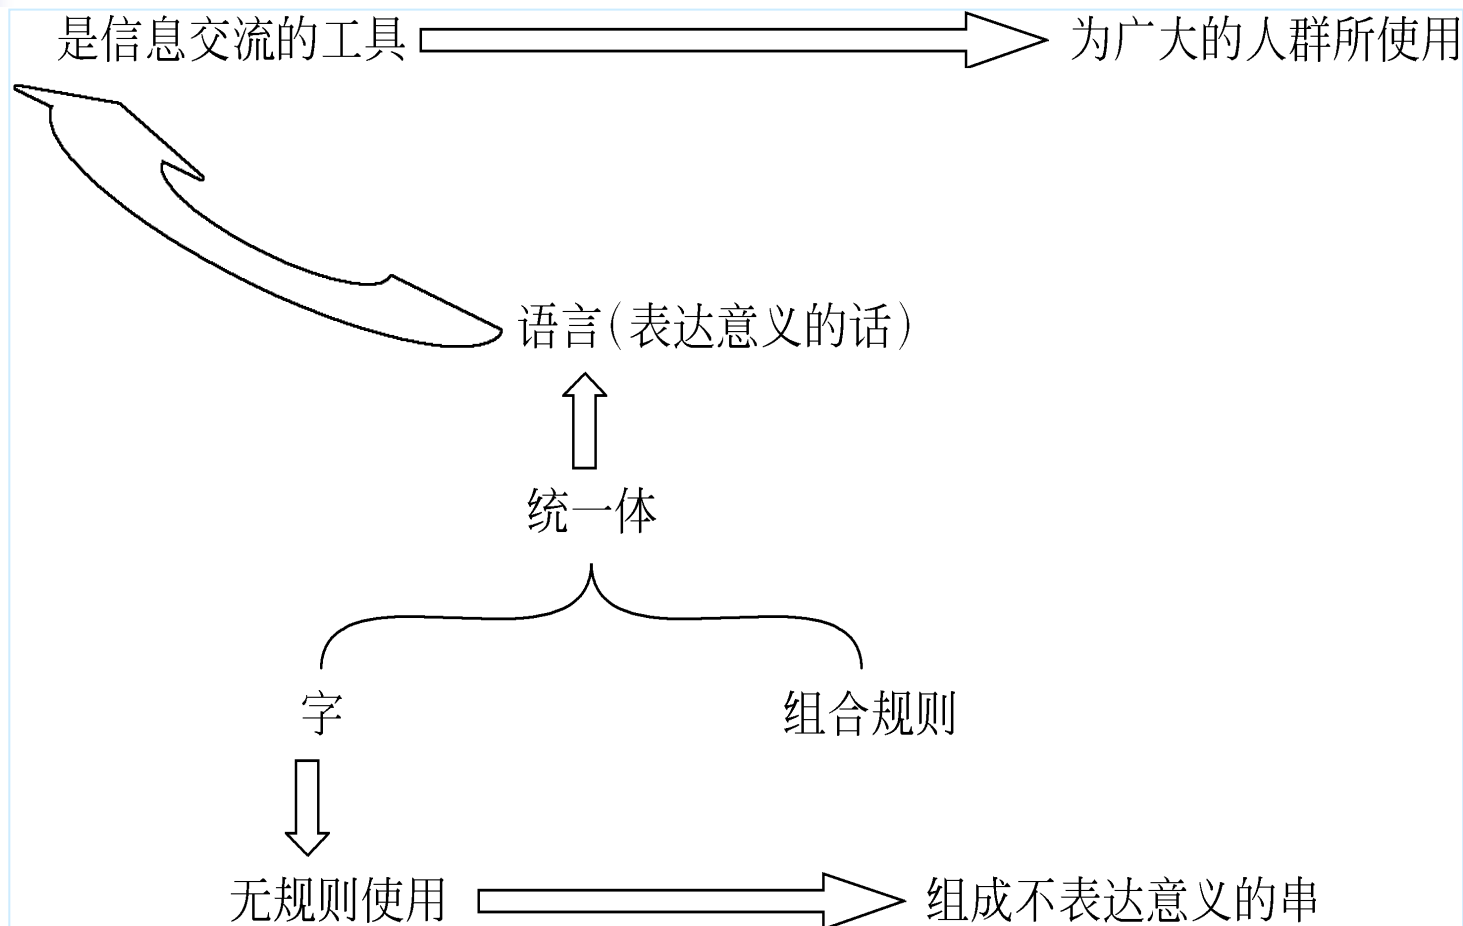 是信息交流的工具 为广大的人群所使用
语言(表达意义的话)
统一体
字 组合规则
无规则使用 组成不表达意义的串